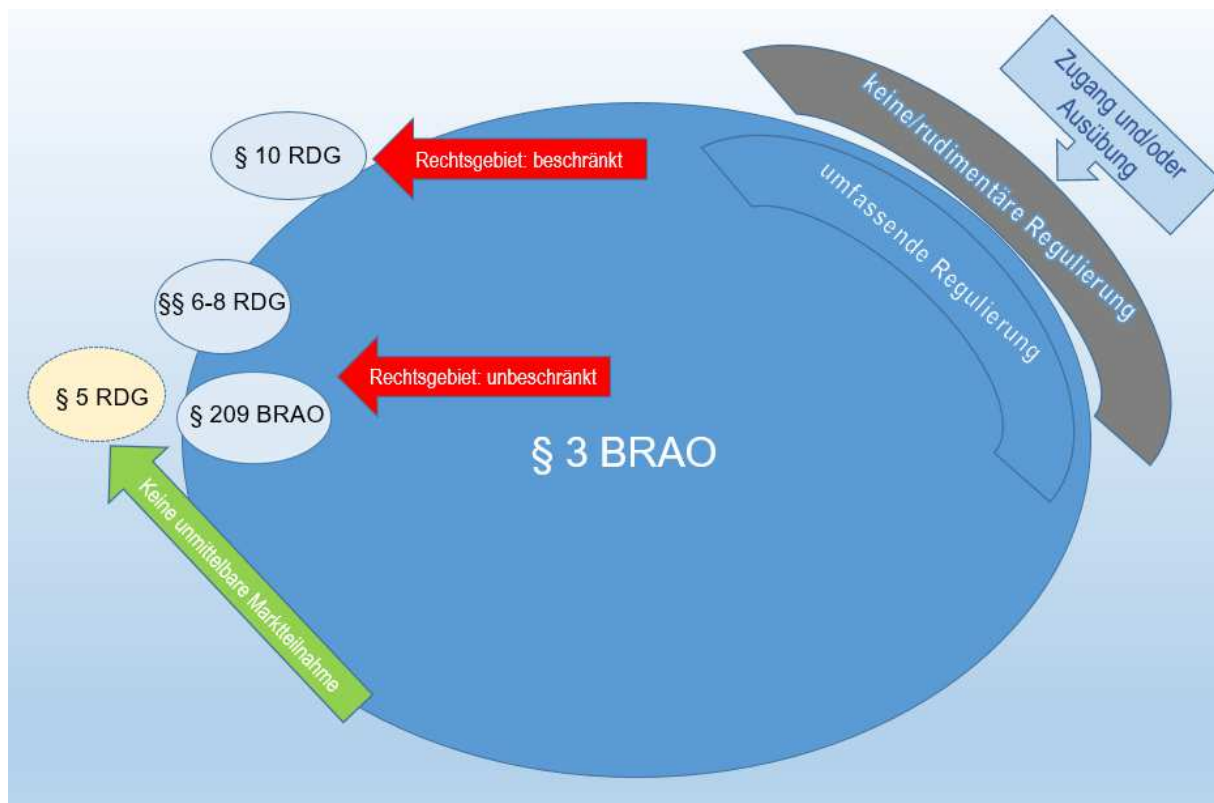 Zugang und/oder
Ausübung
keine/rudimentäre Regulierung
umfassende Regulierung
§ 10 RDG
Rechtsgebiet: beschränkt
§§ 6-8 RDG
Rechtsgebiet: unbeschränkt
§ 5 RDG
§ 209 BRAO
§ 3 BRAO
Keine unmittelbare Marktteilnahme